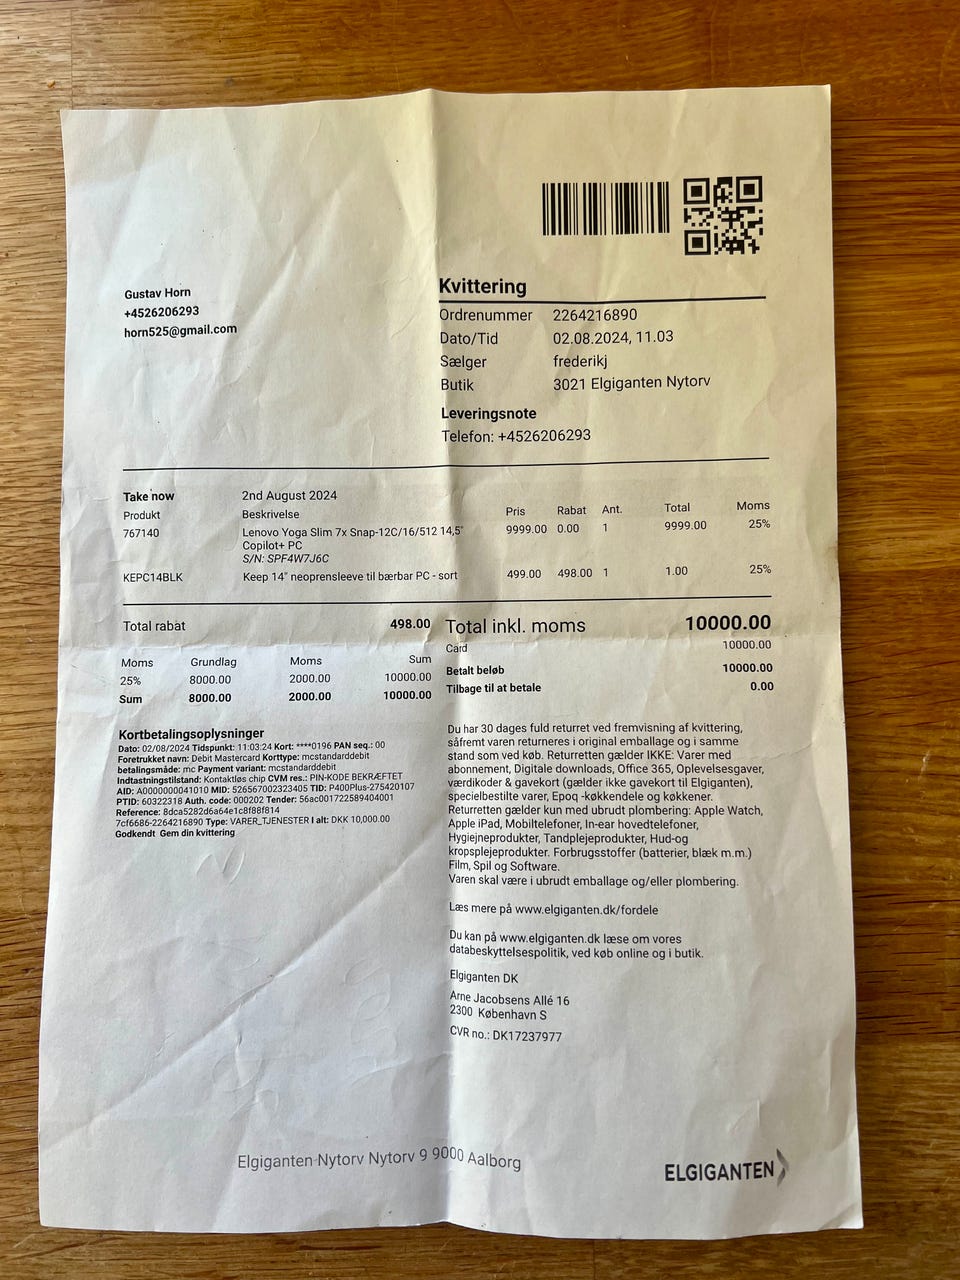 Gustav Horn
+4526206293
horn525@gmail.com
Kvittering
Ordrenummer 2264216890
Dato/Tid 02.08.2024, 11.03
Sælger frederikj
Butik 3021 Elgiganten Nytorv
Leveringsnote
Telefon: +4526206293
Take now 2nd August 2024
Produkt Beskrivelse Pris Rabat Ant. Total Moms
767140 Lenovo Yoga Slim 7x Snap-12C/16/512 14,5" 9999.00 0.00 1 9999.00 25%
Copilot+ PC
S/N: SPF4W7J6C
KEPC14BLK Keep 14" neoprensleeve til bærbar PC - sort 499.00 498.00 1 1.00 25%
Total rabat 498.00
Moms Grundlag Moms Sum
25% 8000.00 2000.00 10000.00
Sum 8000.00 2000.00 10000.00
Total inkl. moms 10000.00
Card 10000.00
Betalt beløb 10000.00
Tilbage til at betale 0.00
Kortbetalingsoplysninger
Dato: 02/08/2024 Tidspunkt: 11:03:24 Kort: ****0196 PAN seq.: 00
Foretrukket navn: Debit Mastercard Korttype: mcstandarddebit
betalingsmåde: mc Payment variant: mcstandarddebit
Indtastningstilstand: Kontaktløs chip CVM res.: PIN-KODE BEKRÆFTET
AID: A0000000041010 MID: 526567002323405 TID: P400Plus-275420107
PTID: 60322318 Auth. code: 000202 Tender: 56ac001722589404001
Reference: 8dca5282d6a64e1c8f88f814
7cf6686-2264216890 Type: VARER_TJENESTER I alt: DKK 10,000.00
Godkendt Gem din kvittering
Du har 30 dages fuld returret ved fremvisning af kvittering,
såfremt varen returneres i original emballage og i samme
stand som ved køb. Returretten gælder IKKE: Varer med
abonnement, Digitale downloads, Office 365, Oplevelsesgaver,
værdikoder & gavekort (gælder ikke gavekort til Elgiganten),
specielbestilte varer, Epoq -køkkendele og køkkener.
Returretten gælder kun med ubrudt plombering: Apple Watch,
Apple iPad, Mobiltelefoner, In-ear hovedtelefoner,
Hygiejneprodukter, Tandplejeprodukter, Hud-og
kropsplejeprodukter. Forbrugsstoffer (batterier, blæk m.m.)
Film, Spil og Software.
Varen skal være i ubrudt emballage og/eller plombering.
Læs mere på www.elgiganten.dk/fordele
Du kan på www.elgiganten.dk læse om vores
databeskyttelsespolitik, ved køb online og i butik.
Elgiganten DK
Arne Jacobsens Allé 16
2300 København S
CVR no.: DK17237977
Elgiganten Nytorv Nytorv 9 9000 Aalborg
ELGIGANTEN